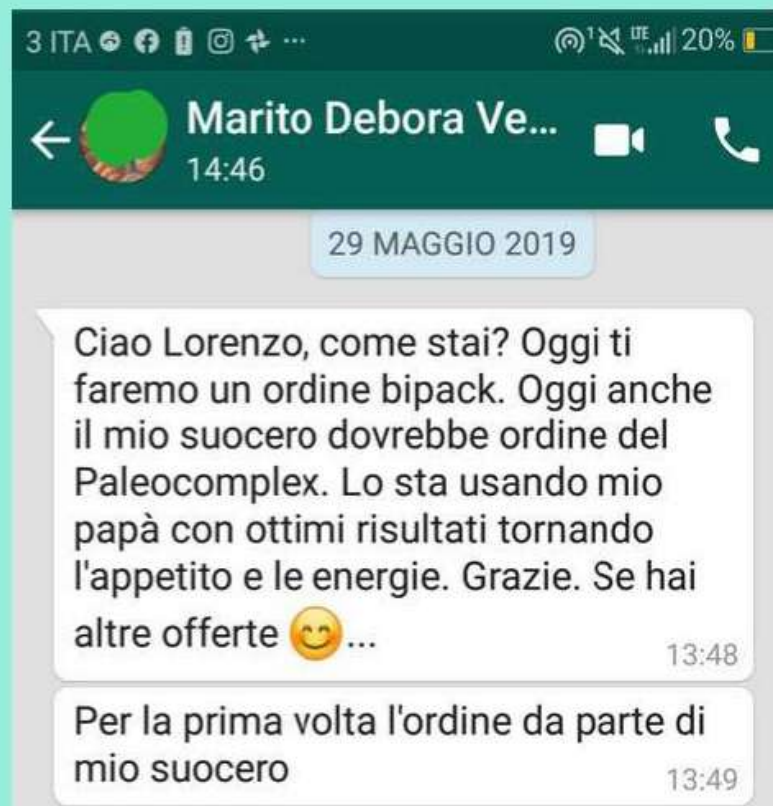 3 ITA ... LTE 20%
Marito Debora Ve...
14:46
29 MAGGIO 2019
Ciao Lorenzo, come stai? Oggi ti
faremo un ordine bipack. Oggi anche
il mio suocero dovrebbe ordine del
Paleocomplex. Lo sta usando mio
papà con ottimi risultati tornando
l'appetito e le energie. Grazie. Se hai
altre offerte 😊...
13:48
Per la prima volta l'ordine da parte di
mio suocero
13:49